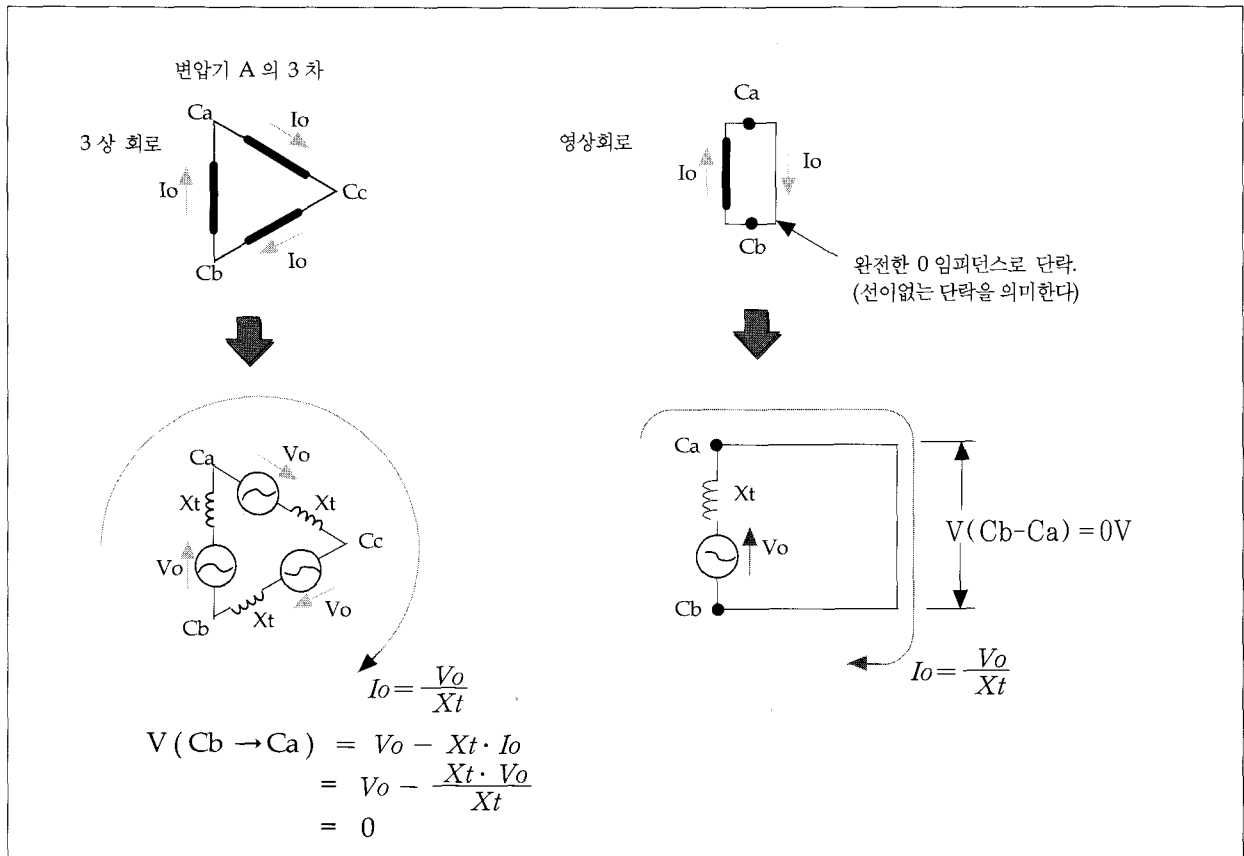 변압기 A 의 3 차
3 상 회로
Ca
Io
Io
Cc
Cb
Io
영상회로
Ca
Io
Io
Cb
완전한 0 임피던스로 단락.
(선이없는 단락을 의미한다)
Ca
Vo
Xt
Xt
Cc
Vo
Vo
Cb
Xt
Io = Vo / Xt
V ( Cb → Ca ) = Vo − Xt · Io
= Vo − Xt · Vo / Xt
= 0
Ca
Xt
Vo
Cb
V(Cb-Ca) = 0V
Io = Vo / Xt